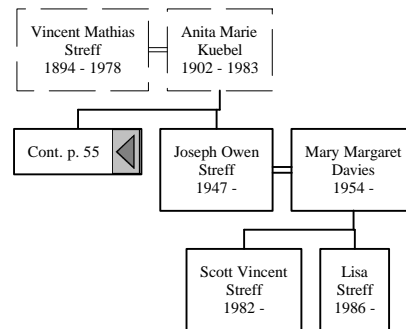 Vincent Mathias
Streff
1894 - 1978
Anita Marie
Kuebel
1902 - 1983
Cont. p. 55
Joseph Owen
Streff
1947 -
Mary Margaret
Davies
1954 -
Scott Vincent
Streff
1982 -
Lisa
Streff
1986 -